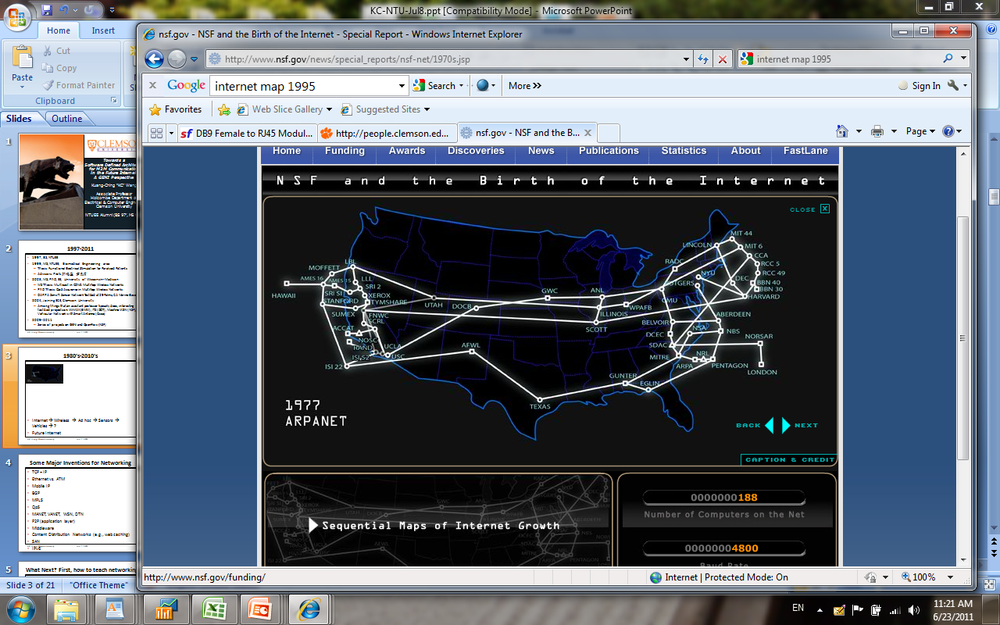 KC-NTU-Jul8.ppt [Compatibility Mode] - Microsoft PowerPoint
Home
Insert
Paste
Cut
Copy
Format Painter
Clipboard
Slides
Outline
nsf.gov - NSF and the Birth of the Internet - Special Report - Windows Internet Explorer
http://www.nsf.gov/news/special_reports/nsf-net/1970s.jsp
internet map 1995
Google
internet map 1995
Search
More »
Sign In
Favorites
Web Slice Gallery
Suggested Sites
DB9 Female to RJ45 Modul...
http://people.clemson.ed...
nsf.gov - NSF and the B...
Page
Home Funding Awards Discoveries News Publications Statistics About FastLane
NSF and the Birth of the Internet
CLOSE X
MIT 44
LINCOLN
MIT 6
CCA
RADC
RCC 5
LBL
MOFFETT
NYU
RCC 49
AMES 16
AMES 15
LLL
DEC
BBN 40
RUTGERS
SRI 2
BBN 30
HAWAII
SRI 51
XEROX
GWC
ANL
HARVARD
STANFORD
TYMSHARE
CMU
UTAH
DOCB
WPAFB
SUMEX
FNWC
ILLINOIS
ABERDEEN
SCRL
BELVOIR
ACCAT
SCOTT
NSA
NBS
DCEC
NORSAR
NOSC
SDAC
RAND
UCLA
AFWL
NRL
ISI 52
USC
MITRE
ISI 22
ARPA
PENTAGON
LONDON
GUNTER
EGLIN
TEXAS
1977
ARPANET
BACK NEXT
CAPTION & CREDIT
Sequential Maps of Internet Growth
0000000188
Number of Computers on the Net
0000004800
Baud Rate
1
CLEMSON
Towards a
Software Defined Archit
for M2M Communicatio
in the Future Internet
A GENI Perspective
Kuang-Ching "KC" Wang
Associate Professor
Holcombe Department o
Electrical & Computer Engine
Clemson University
2
1997-2011
3
1980's-2010's
Internet → Wireless → Ad hoc → Sensors →
Vehicles → ?
Future Internet
4
Some Major Inventions for Networking
TCP + IP
Ethernet vs. ATM
Mobile IP
BGP
MPLS
QoS
MANET, VANET, WSN, DTN
P2P (application layer)
Middleware
Content Distribution Networks (e.g., web caching)
SAN
IPv6
5
What Next? First, how to teach networking
http://www.nsf.gov/funding/
Internet | Protected Mode: On
100%
Slide 3 of 21
"Office Theme"
EN
11:21 AM
6/23/2011